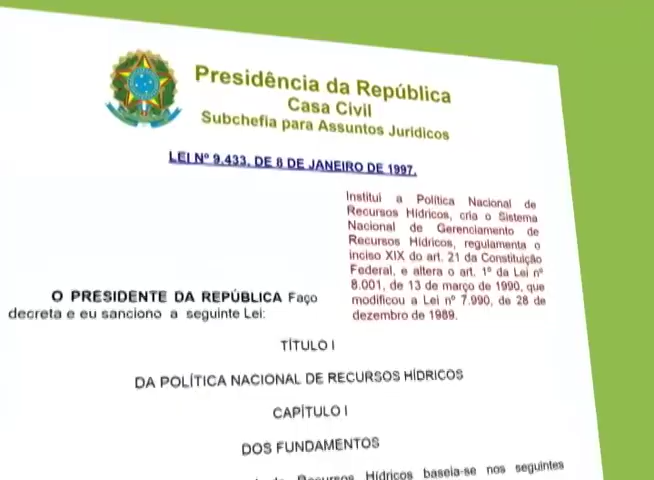 Presidência da República
Casa Civil
Subchefia para Assuntos Jurídicos
LEI Nº 9.433, DE 8 DE JANEIRO DE 1997.
Institui a Política Nacional de
Recursos Hídricos, cria o Sistema
Nacional de Gerenciamento de
Recursos Hídricos, regulamenta o
inciso XIX do art. 21 da Constituição
Federal, e altera o art. 1º da Lei nº
8.001, de 13 de março de 1990, que
modificou a Lei nº 7.990, de 28 de
dezembro de 1989.
O PRESIDENTE DA REPÚBLICA Faço
decreta e eu sanciono a seguinte Lei:
TÍTULO I
DA POLÍTICA NACIONAL DE RECURSOS HÍDRICOS
CAPÍTULO I
DOS FUNDAMENTOS
de Recursos Hídricos baseia-se nos seguintes